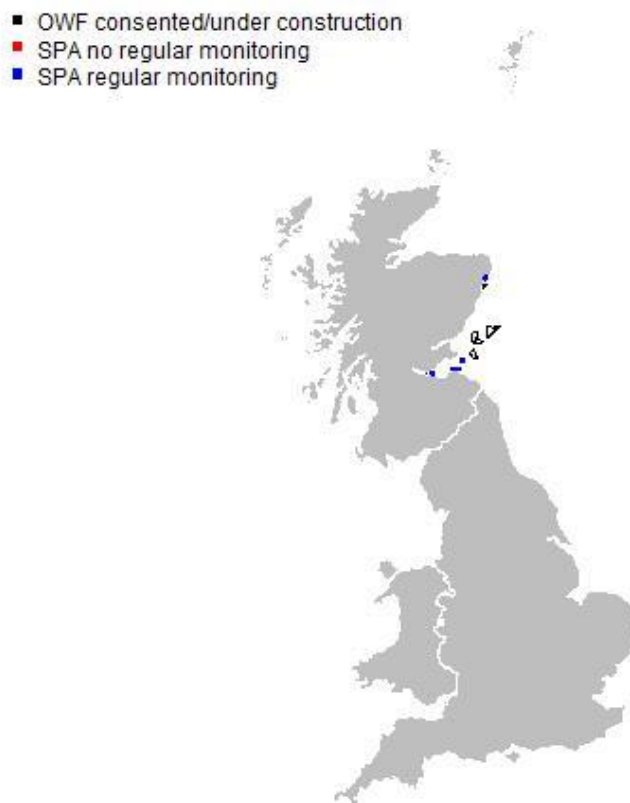 OWF consented/under construction
SPA no regular monitoring
SPA regular monitoring